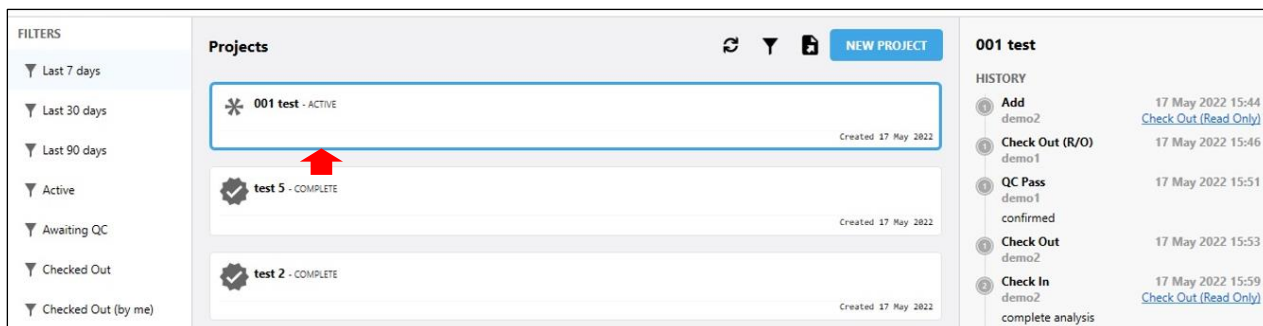 FILTERS
Last 7 days
Last 30 days
Last 90 days
Active
Awaiting QC
Checked Out
Checked Out (by me)
Projects
NEW PROJECT
001 test - ACTIVE
Created 17 May 2022
test 5 - COMPLETE
Created 17 May 2022
test 2 - COMPLETE
Created 17 May 2022
001 test
HISTORY
1 Add 17 May 2022 15:44
demo2 Check Out (Read Only)
1 Check Out (R/O) 17 May 2022 15:46
demo1
1 QC Pass 17 May 2022 15:51
demo1
confirmed
1 Check Out 17 May 2022 15:53
demo2
2 Check In 17 May 2022 15:59
demo2 Check Out (Read Only)
complete analysis